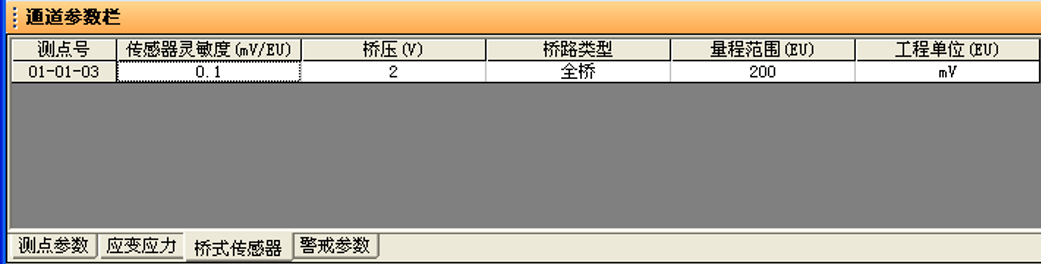 通道参数栏
测点号 传感器灵敏度(mV/EU) 桥压(V) 桥路类型 量程范围(EU) 工程单位(EU)
01-01-03 0.1 2 全桥 200 mV
测点参数 应变应力 桥式传感器 警戒参数